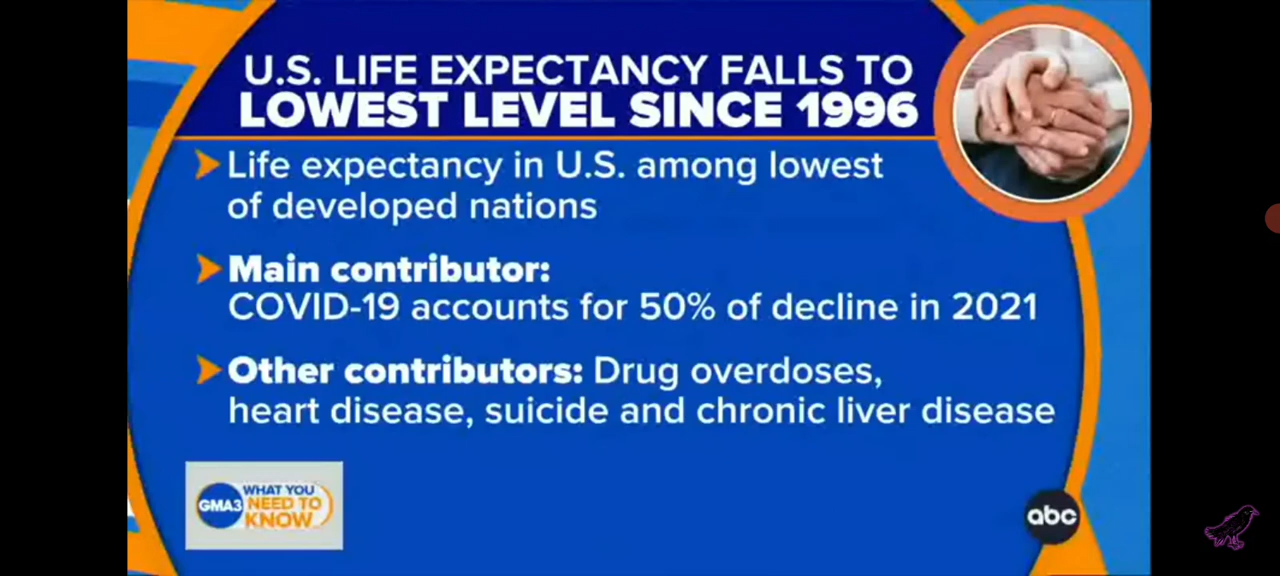 U.S. LIFE EXPECTANCY FALLS TO
LOWEST LEVEL SINCE 1996
Life expectancy in U.S. among lowest
of developed nations
Main contributor:
COVID-19 accounts for 50% of decline in 2021
Other contributors: Drug overdoses,
heart disease, suicide and chronic liver disease
GMA3
WHAT YOU
NEED TO
KNOW
abc